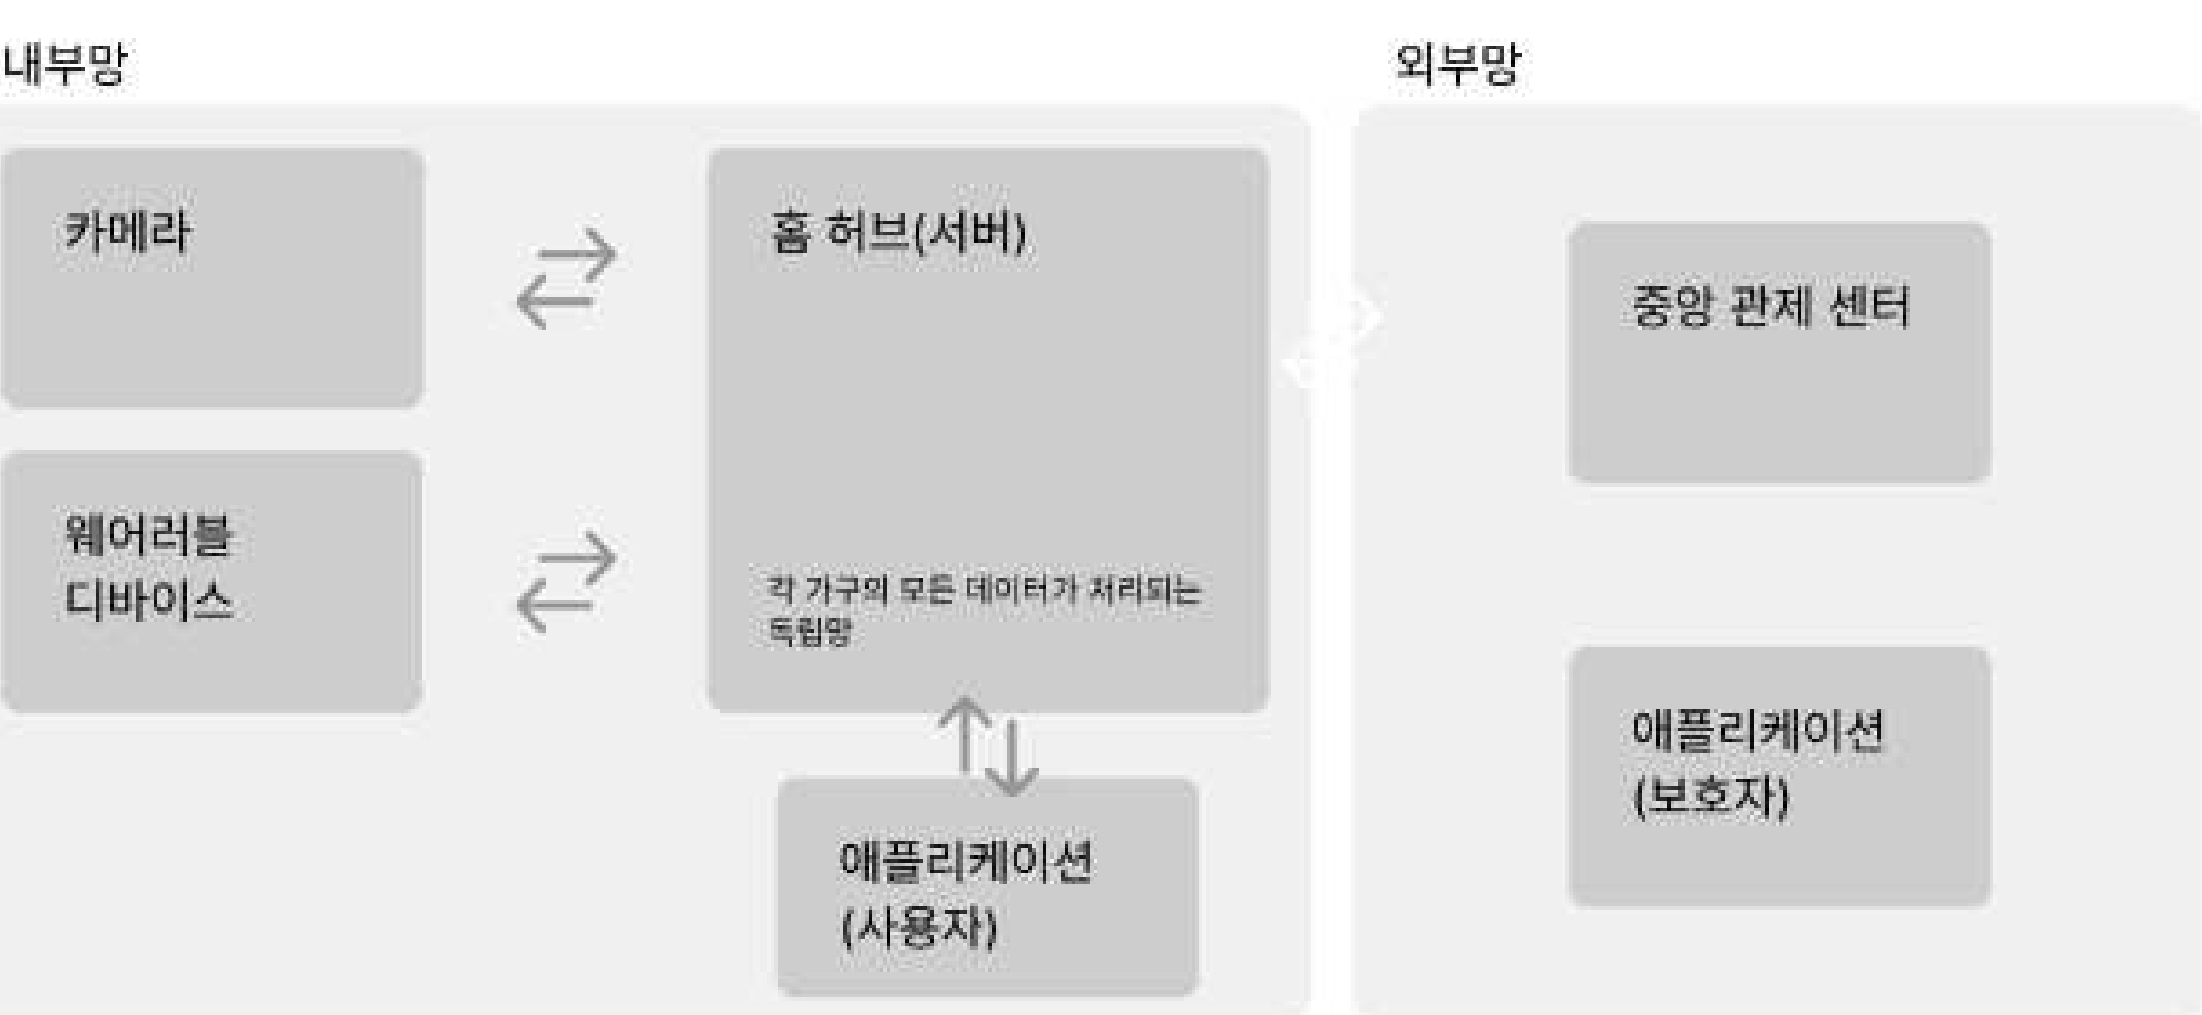 내부망
외부망
카메라
홈 허브(서버)
중앙 관제 센터
웨어러블
디바이스
각 가구의 모든 데이터가 처리되는
독립망
애플리케이션
(보호자)
애플리케이션
(사용자)